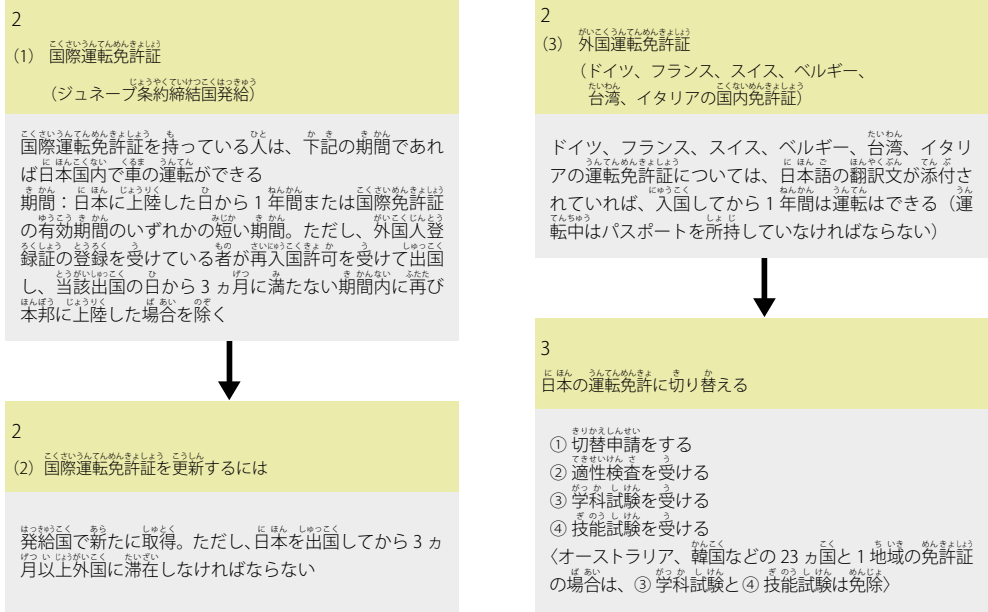 2
(1) 国際運転免許証
(ジュネーブ条約締結国発給)
国際運転免許証を持っている人は、下記の期間であれ
ば日本国内で車の運転ができる
期間：日本に上陸した日から1年間または国際免許証
の有効期間のいずれかの短い期間。ただし、外国人登
録証の登録を受けている者が再入国許可を受けて出国
し、当該出国の日から3ヵ月に満たない期間内に再び
本邦に上陸した場合を除く
2
(2) 国際運転免許証を更新するには
発給国で新たに取得。ただし、日本を出国してから3ヵ
月以上外国に滞在しなければならない
2
(3) 外国運転免許証
(ドイツ、フランス、スイス、ベルギー、
台湾、イタリアの国内免許証)
ドイツ、フランス、スイス、ベルギー、台湾、イタリ
アの運転免許証については、日本語の翻訳文が添付さ
れていれば、入国してから1年間は運転はできる（運
転中はパスポートを所持していなければならない）
3
日本の運転免許に切り替える
① 切替申請をする
② 適性検査を受ける
③ 学科試験を受ける
④ 技能試験を受ける
〈オーストラリア、韓国などの23ヵ国と1地域の免許証
の場合は、③ 学科試験と④ 技能試験は免除〉